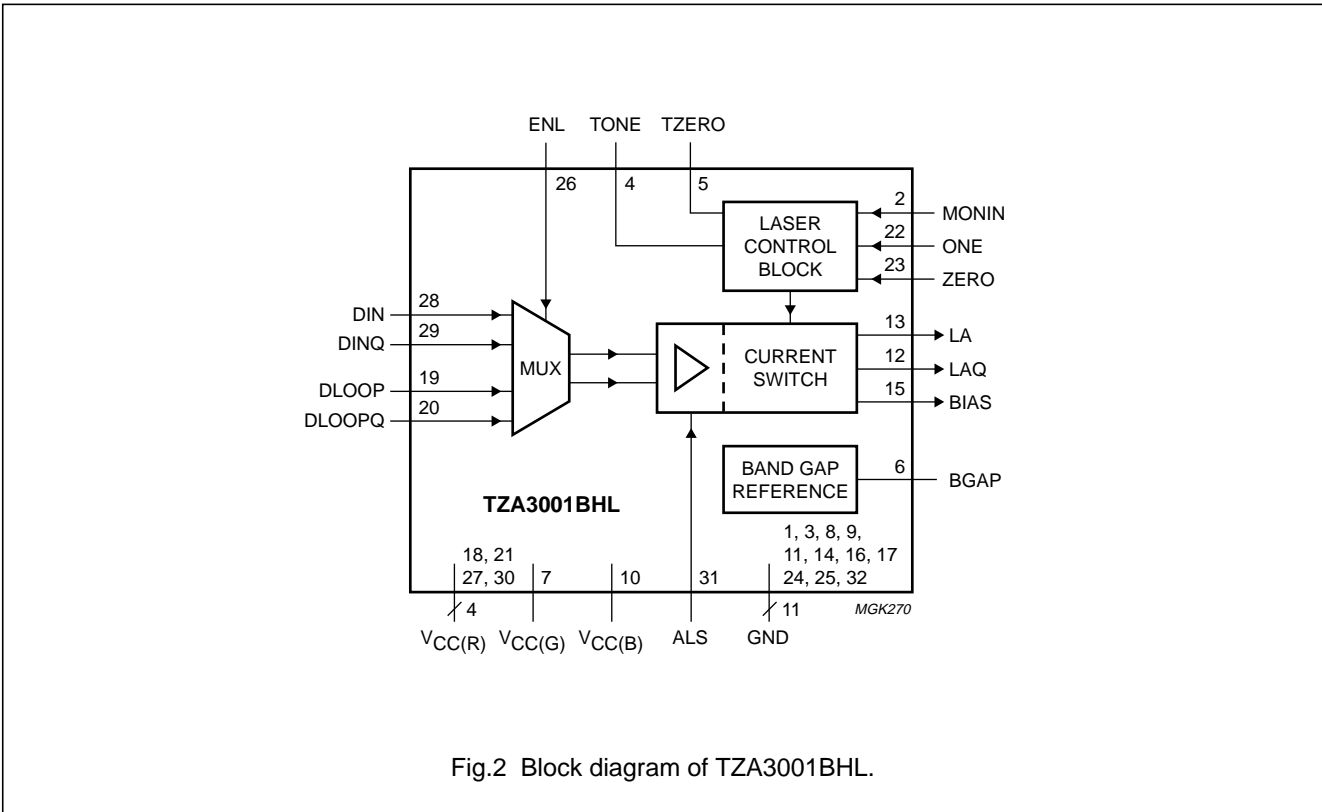 ENL TONE TZERO
26 4 5
2 MONIN
LASER
CONTROL
BLOCK
22 ONE
23 ZERO
DIN 28
DINQ 29
DLOOP 19
DLOOPQ 20
MUX
CURRENT
SWITCH
13 LA
12 LAQ
15 BIAS
BAND GAP
REFERENCE
6 BGAP
TZA3001BHL
18, 21
27, 30
7
10
31
1, 3, 8, 9,
11, 14, 16, 17
24, 25, 32
4
11
MGK270
VCC(R) VCC(G) VCC(B) ALS GND
Fig.2 Block diagram of TZA3001BHL.